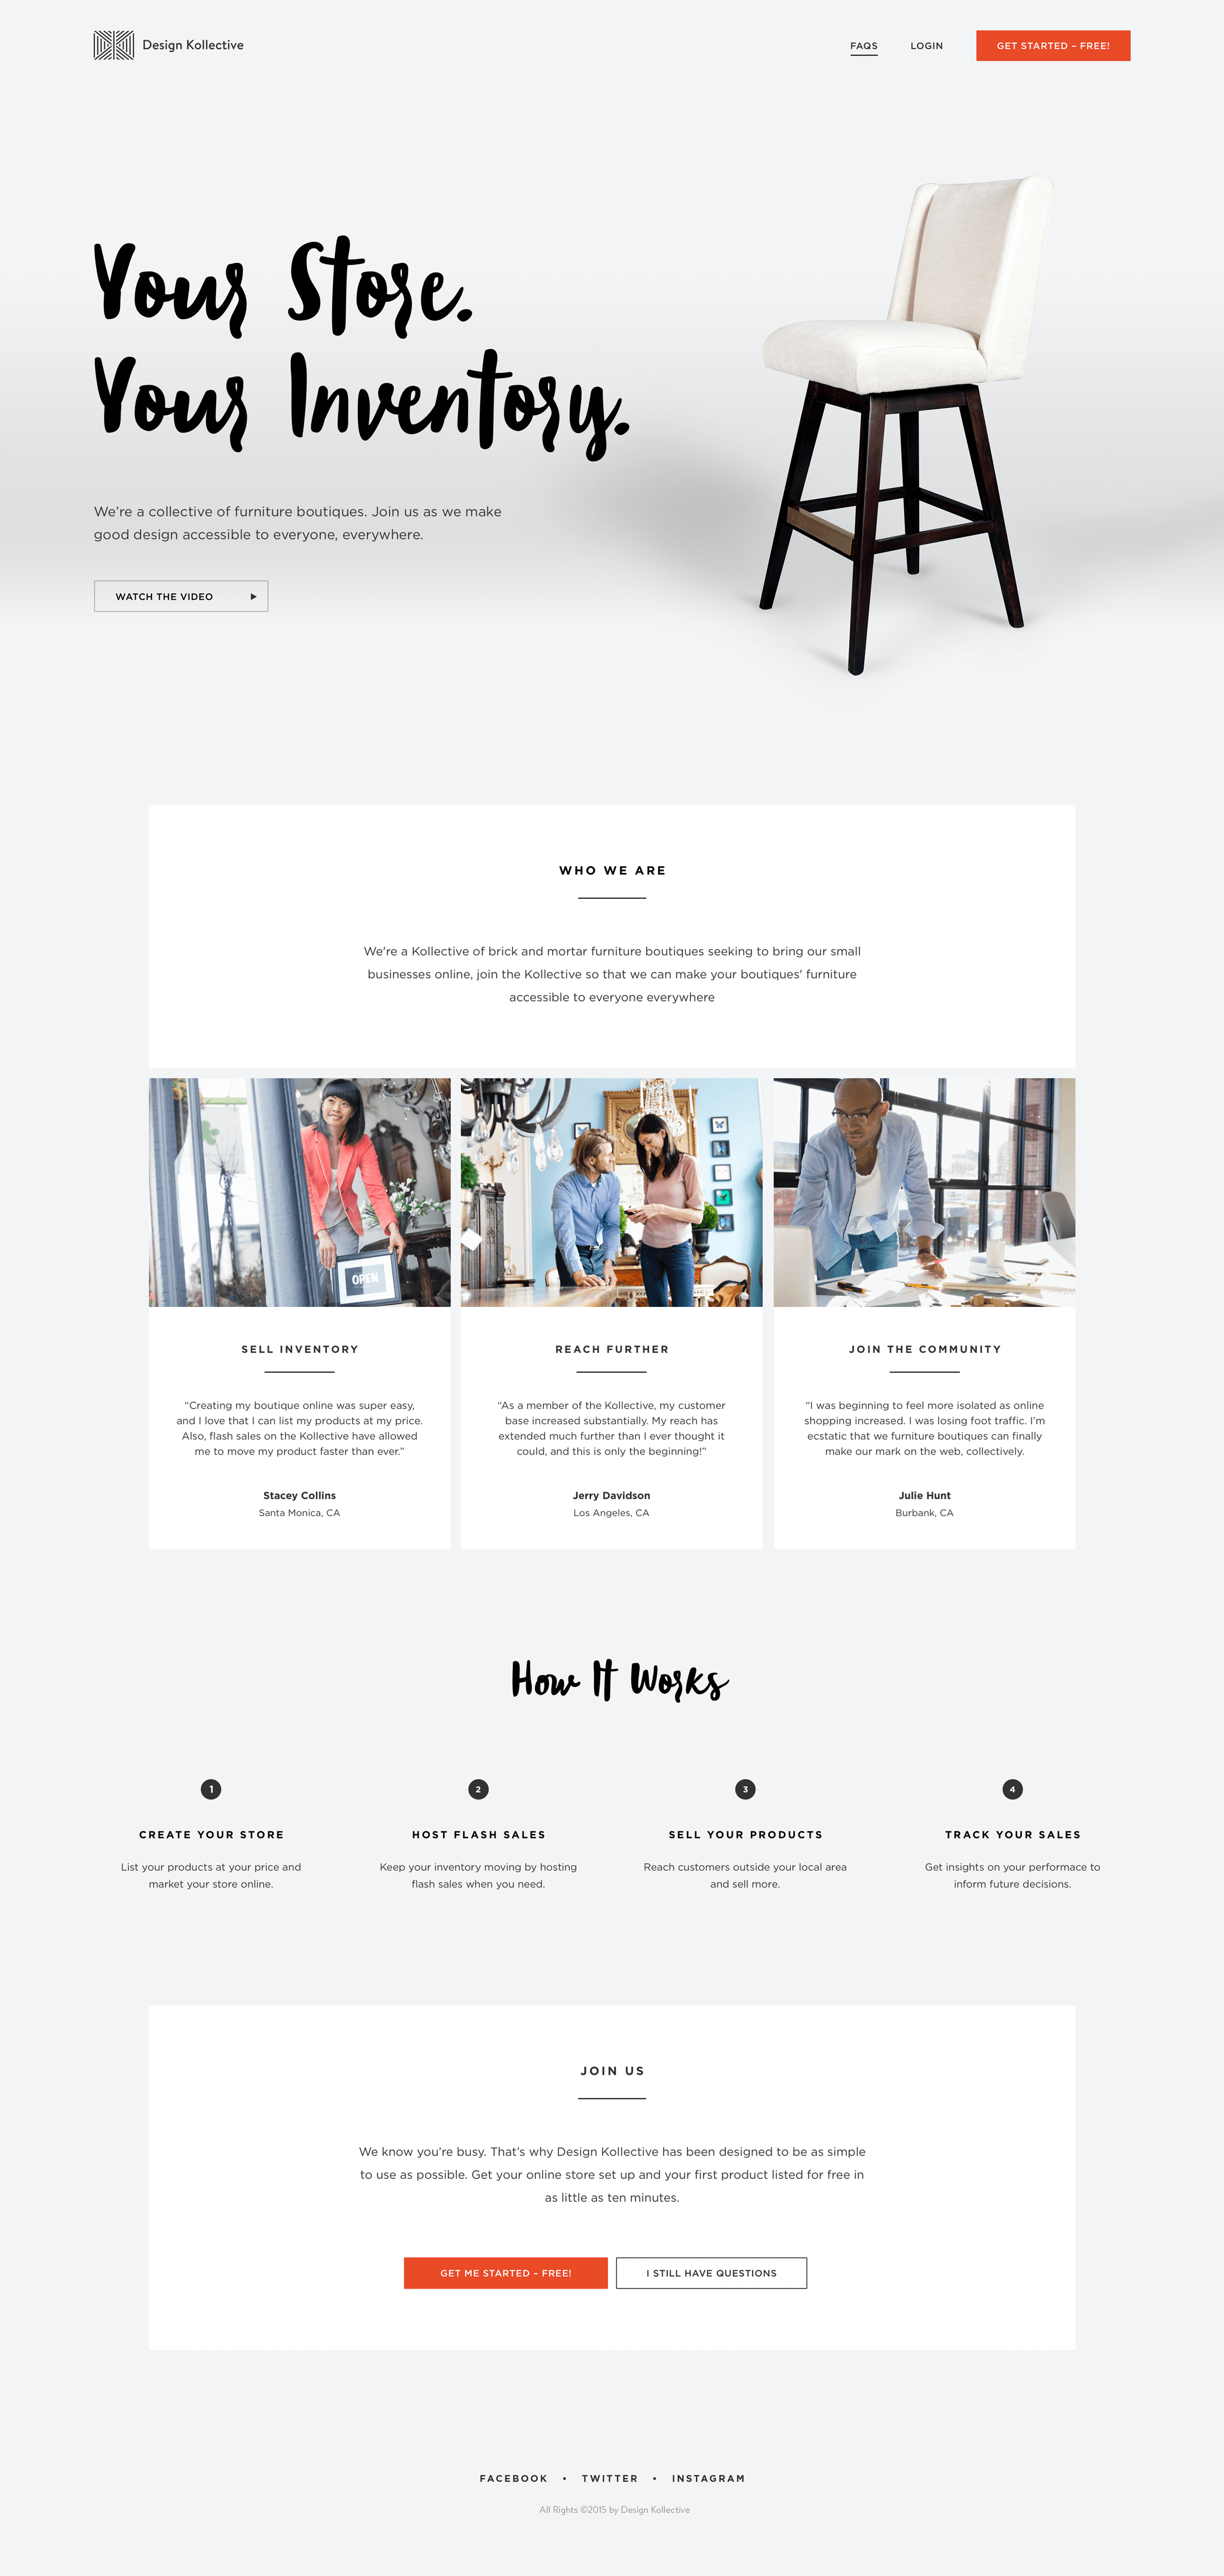 Design Kollective
FAQS
LOGIN
GET STARTED – FREE!
Your Store.
Your Inventory.
We’re a collective of furniture boutiques. Join us as we make
good design accessible to everyone, everywhere.
WATCH THE VIDEO
WHO WE ARE
We're a Kollective of brick and mortar furniture boutiques seeking to bring our small
businesses online, join the Kollective so that we can make your boutiques' furniture
accessible to everyone everywhere
OPEN
SELL INVENTORY
“Creating my boutique online was super easy,
and I love that I can list my products at my price.
Also, flash sales on the Kollective have allowed
me to move my product faster than ever.”
Stacey Collins
Santa Monica, CA
REACH FURTHER
“As a member of the Kollective, my customer
base increased substantially. My reach has
extended much further than I ever thought it
could, and this is only the beginning!”
Jerry Davidson
Los Angeles, CA
JOIN THE COMMUNITY
“I was beginning to feel more isolated as online
shopping increased. I was losing foot traffic. I’m
ecstatic that we furniture boutiques can finally
make our mark on the web, collectively.
Julie Hunt
Burbank, CA
How It Works
1
CREATE YOUR STORE
List your products at your price and
market your store online.
2
HOST FLASH SALES
Keep your inventory moving by hosting
flash sales when you need.
3
SELL YOUR PRODUCTS
Reach customers outside your local area
and sell more.
4
TRACK YOUR SALES
Get insights on your performace to
inform future decisions.
JOIN US
We know you’re busy. That’s why Design Kollective has been designed to be as simple
to use as possible. Get your online store set up and your first product listed for free in
as little as ten minutes.
GET ME STARTED – FREE!
I STILL HAVE QUESTIONS
FACEBOOK • TWITTER • INSTAGRAM
All Rights ©2015 by Design Kollective